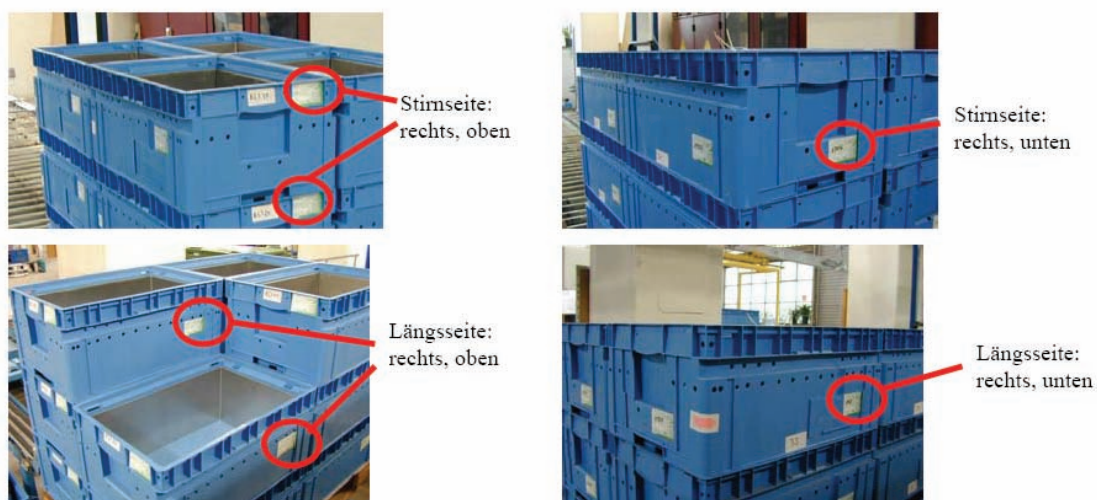 Stirnseite:
rechts, oben
Stirnseite:
rechts, unten
Längsseite:
rechts, oben
Längsseite:
rechts, unten